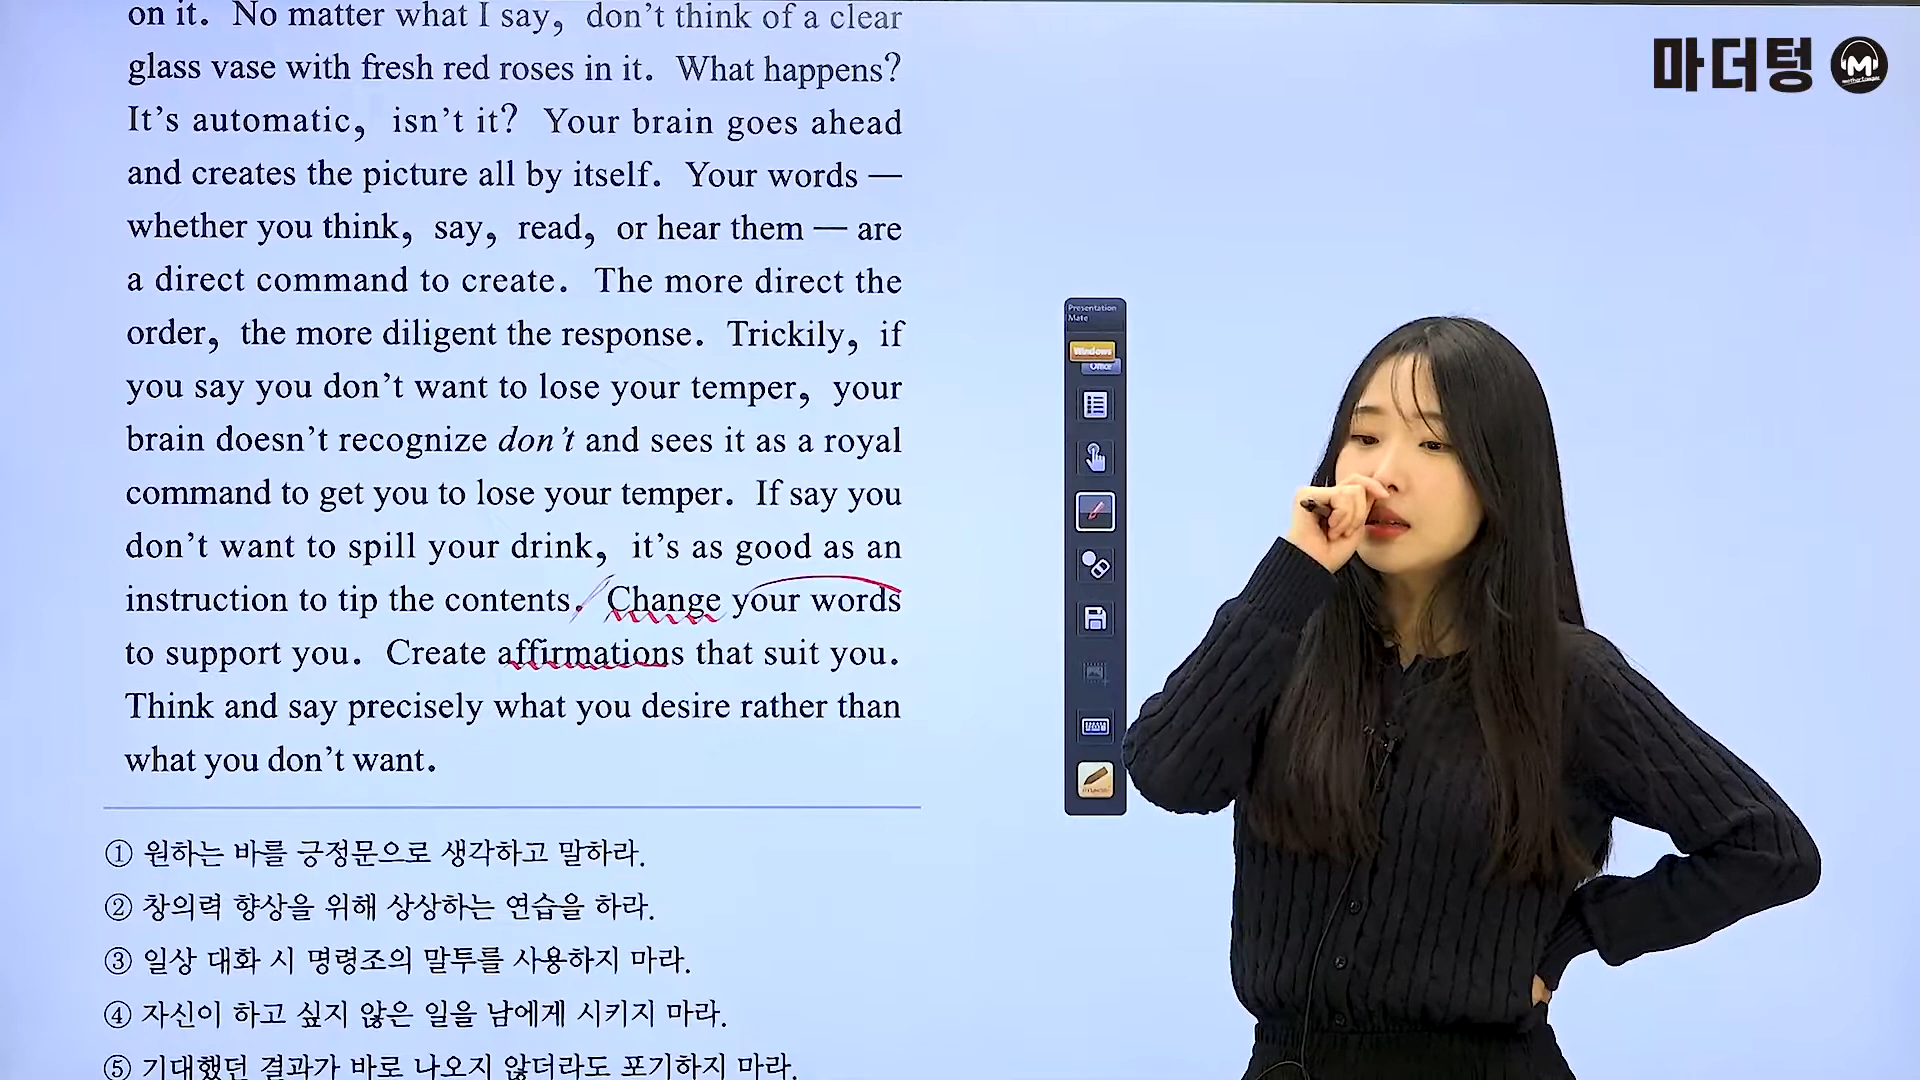 on it. No matter what I say, don't think of a clear
glass vase with fresh red roses in it. What happens?
It's automatic, isn't it? Your brain goes ahead
and creates the picture all by itself. Your words —
whether you think, say, read, or hear them — are
a direct command to create. The more direct the
order, the more diligent the response. Trickily, if
you say you don't want to lose your temper, your
brain doesn't recognize don't and sees it as a royal
command to get you to lose your temper. If say you
don't want to spill your drink, it's as good as an
instruction to tip the contents. Change your words
to support you. Create affirmations that suit you.
Think and say precisely what you desire rather than
what you don't want.
① 원하는 바를 긍정문으로 생각하고 말하라.
② 창의력 향상을 위해 상상하는 연습을 하라.
③ 일상 대화 시 명령조의 말투를 사용하지 마라.
④ 자신이 하고 싶지 않은 일을 남에게 시키지 마라.
⑤ 기대했던 결과가 바로 나오지 않더라도 포기하지 마라.
마더텅
M
Presentation
Mate
Windows
Office